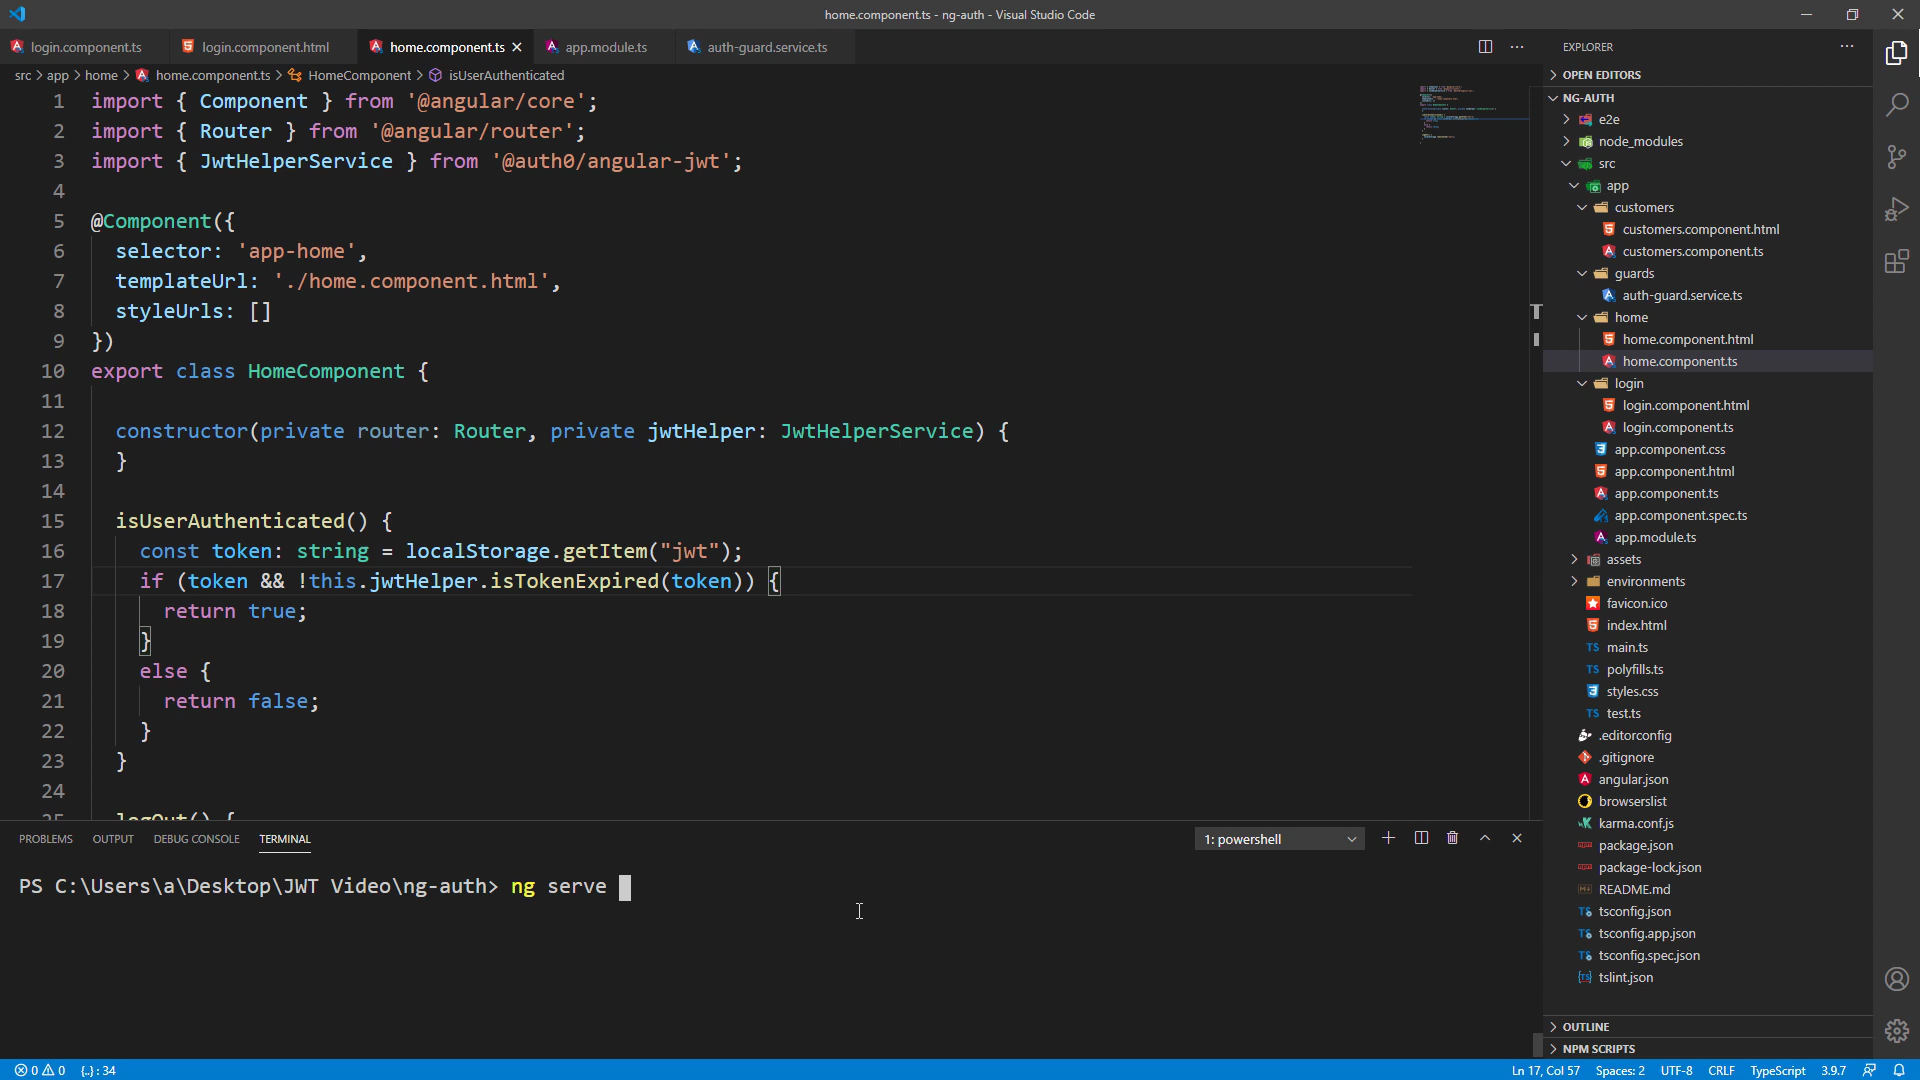 home.component.ts - ng-auth - Visual Studio Code
login.component.ts
login.component.html
home.component.ts
app.module.ts
auth-guard.service.ts
src > app > home > home.component.ts > HomeComponent > isUserAuthenticated
1 import { Component } from '@angular/core';
2 import { Router } from '@angular/router';
3 import { JwtHelperService } from '@auth0/angular-jwt';
4
5 @Component({
6 selector: 'app-home',
7 templateUrl: './home.component.html',
8 styleUrls: []
9 })
10 export class HomeComponent {
11
12 constructor(private router: Router, private jwtHelper: JwtHelperService) {
13 }
14
15 isUserAuthenticated() {
16 const token: string = localStorage.getItem("jwt");
17 if (token && !this.jwtHelper.isTokenExpired(token)) {
18 return true;
19 }
20 else {
21 return false;
22 }
23 }
24
25 logOut() {
PROBLEMS OUTPUT DEBUG CONSOLE TERMINAL
1: powershell
PS C:\Users\a\Desktop\JWT Video\ng-auth> ng serve
EXPLORER
OPEN EDITORS
NG-AUTH
e2e
node_modules
src
app
customers
customers.component.html
customers.component.ts
guards
auth-guard.service.ts
home
home.component.html
home.component.ts
login
login.component.html
login.component.ts
app.component.css
app.component.html
app.component.ts
app.component.spec.ts
app.module.ts
assets
environments
favicon.ico
index.html
main.ts
polyfills.ts
styles.css
test.ts
.editorconfig
.gitignore
angular.json
browserslist
karma.conf.js
package.json
package-lock.json
README.md
tsconfig.json
tsconfig.app.json
tsconfig.spec.json
tslint.json
OUTLINE
NPM SCRIPTS
0 0 {..} : 34
Ln 17, Col 57 Spaces: 2 UTF-8 CRLF TypeScript 3.9.7